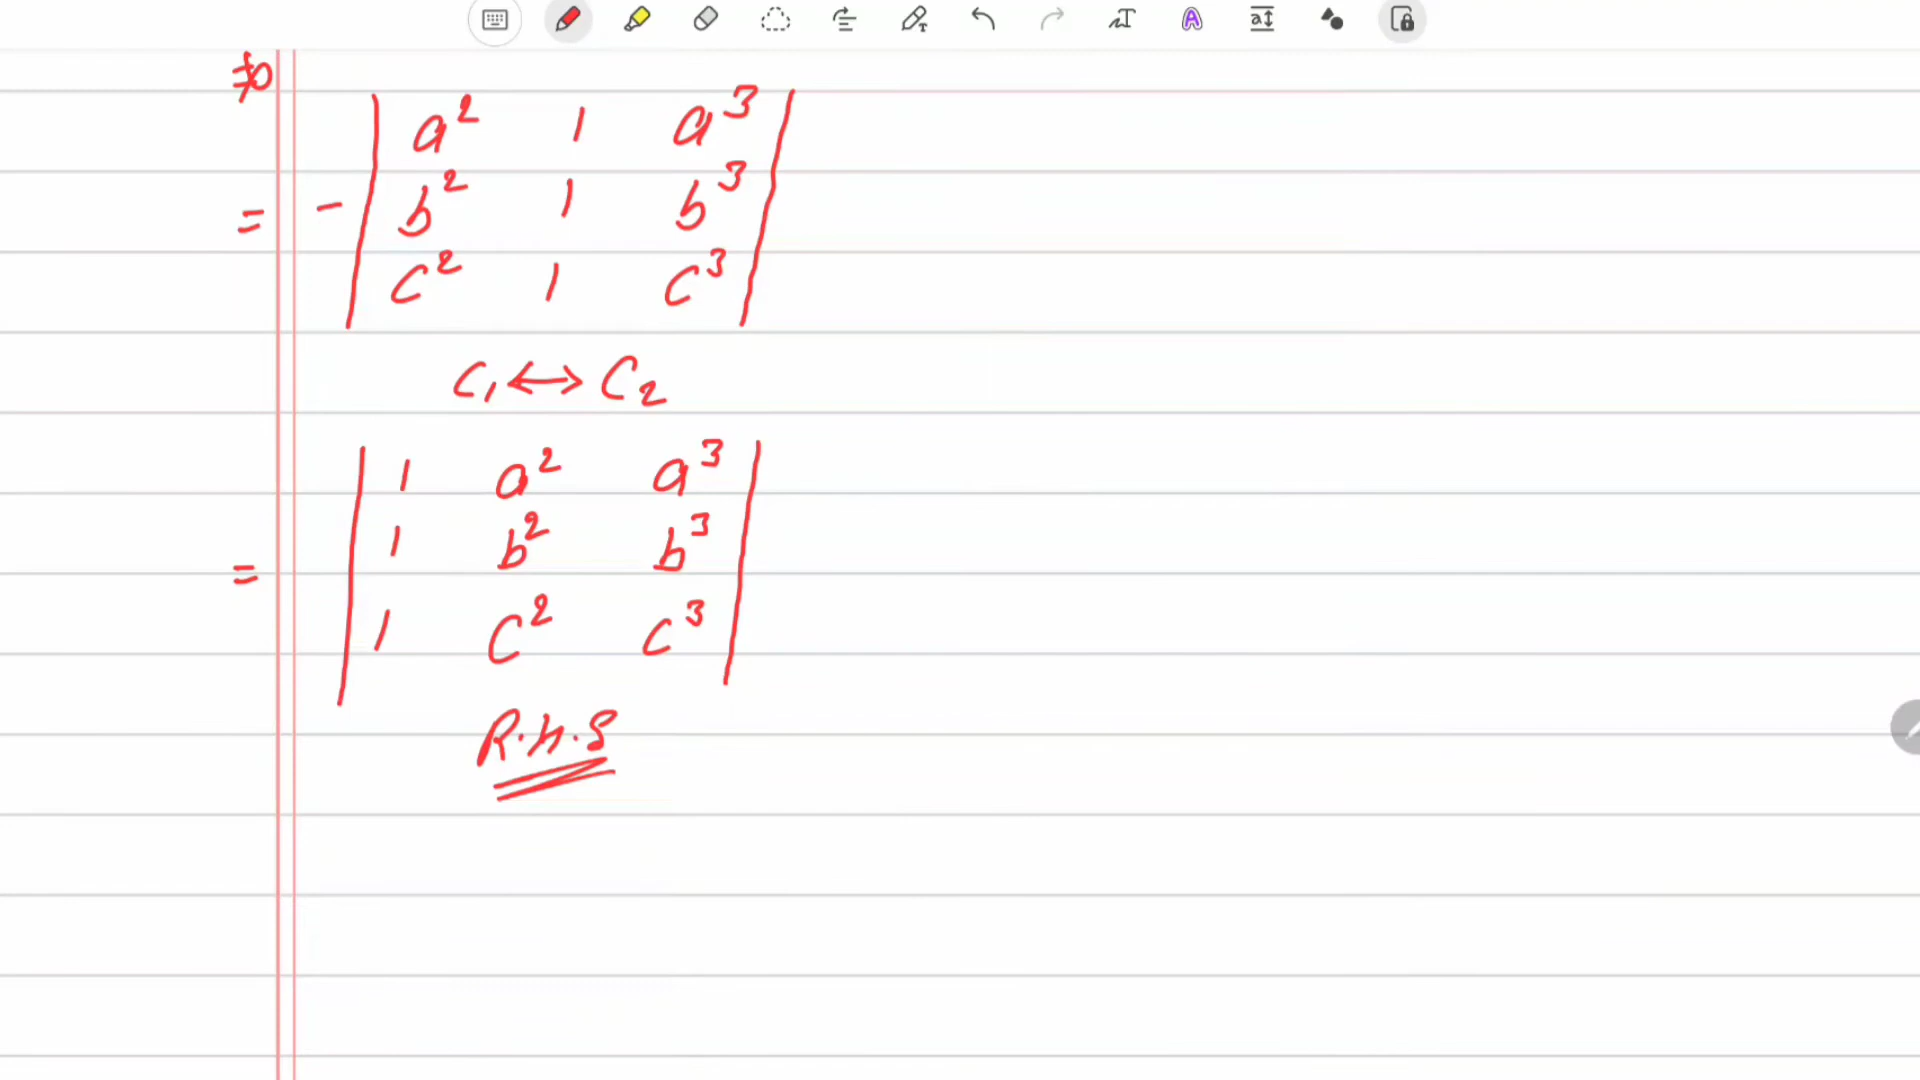 ≠0
= - | a² 1 a³ |
| b² 1 b³ |
| c² 1 c³ |
C₁ ↔ C₂
= | 1 a² a³ |
| 1 b² b³ |
| 1 c² c³ |
R.H.S